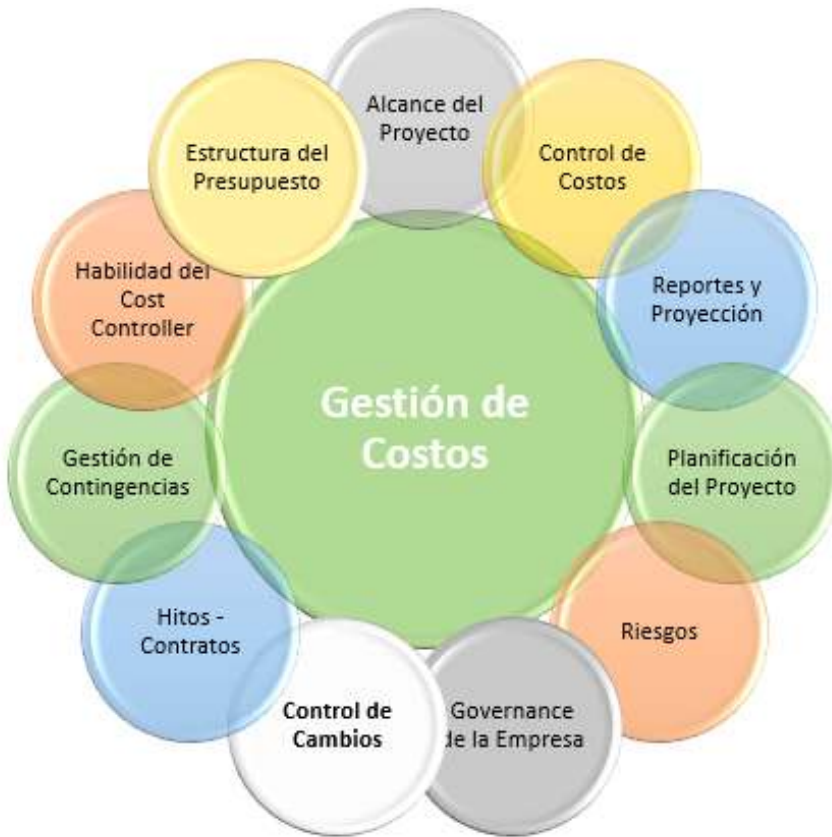 Alcance del
Proyecto
Control de
Costos
Reportes y
Proyección
Planificación
del Proyecto
Riesgos
Governance
de la Empresa
Control de
Cambios
Hitos -
Contratos
Gestión de
Contingencias
Habilidad del
Cost
Controller
Estructura del
Presupuesto
Gestión de
Costos